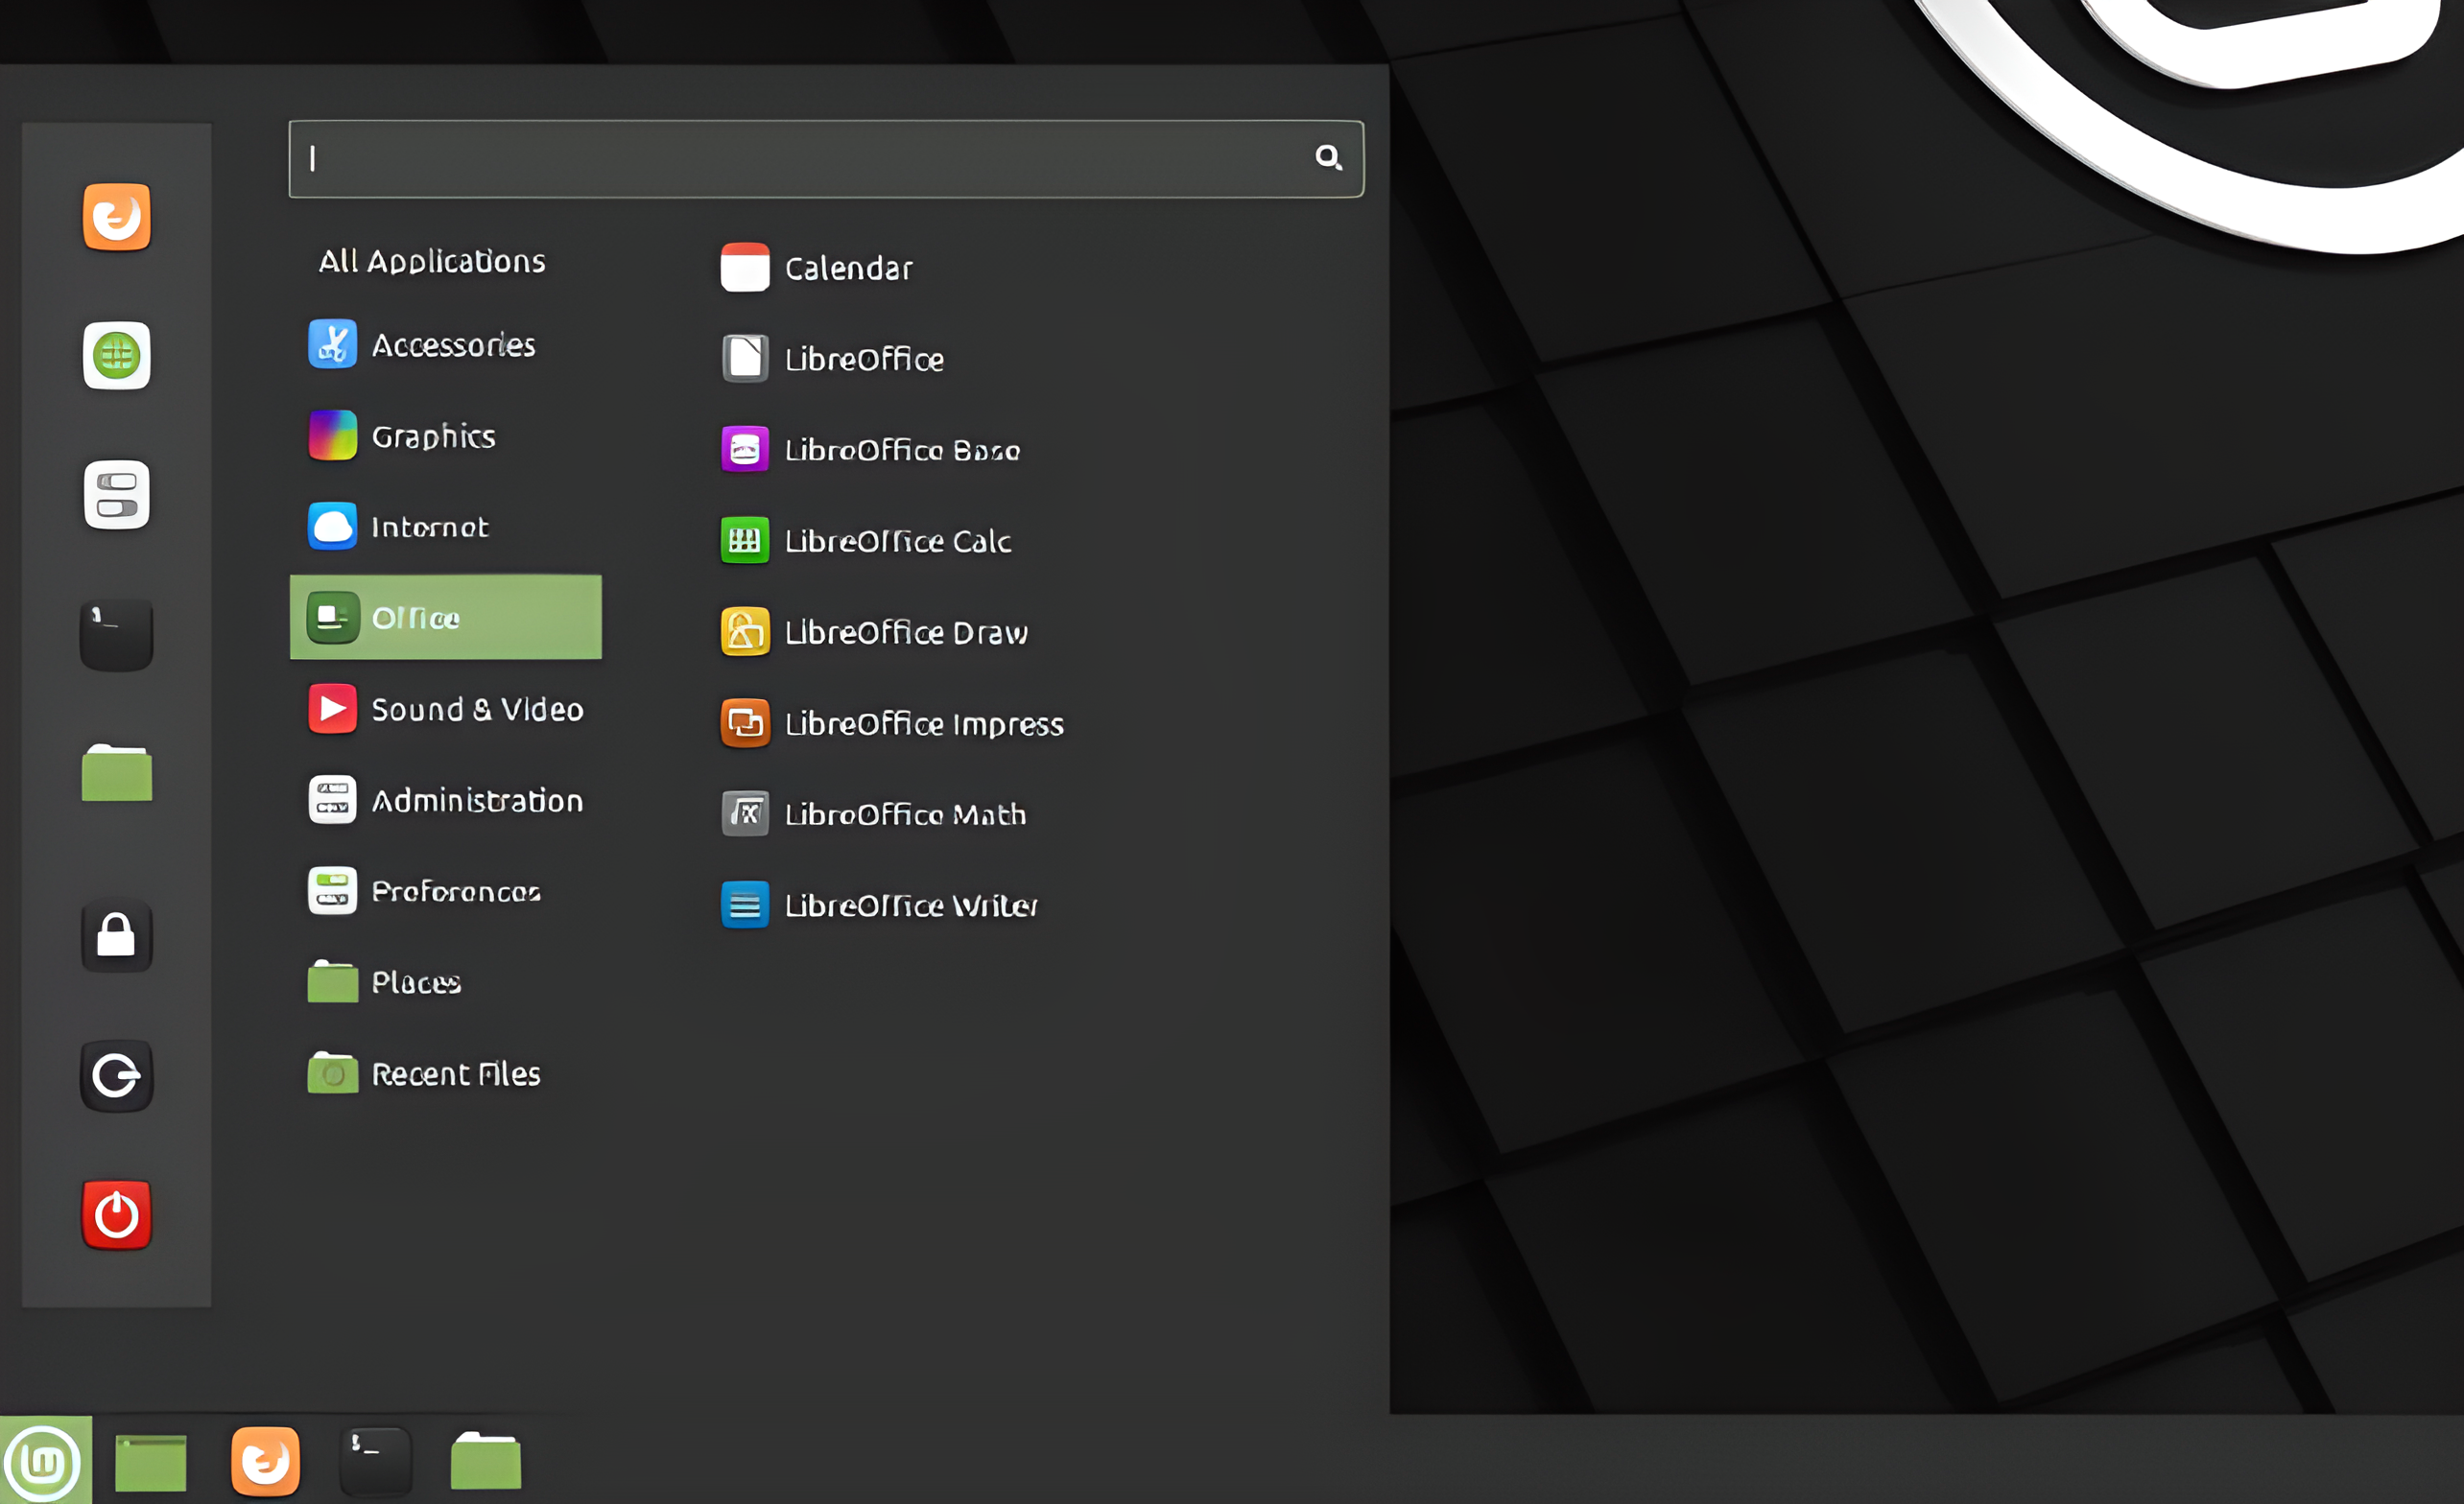 All Applications
Accessories
Graphics
Internet
Office
Sound & Video
Administration
Preferences
Places
Recent Files
Calendar
LibreOffice
LibreOffice Base
LibreOffice Calc
LibreOffice Draw
LibreOffice Impress
LibreOffice Math
LibreOffice Writer